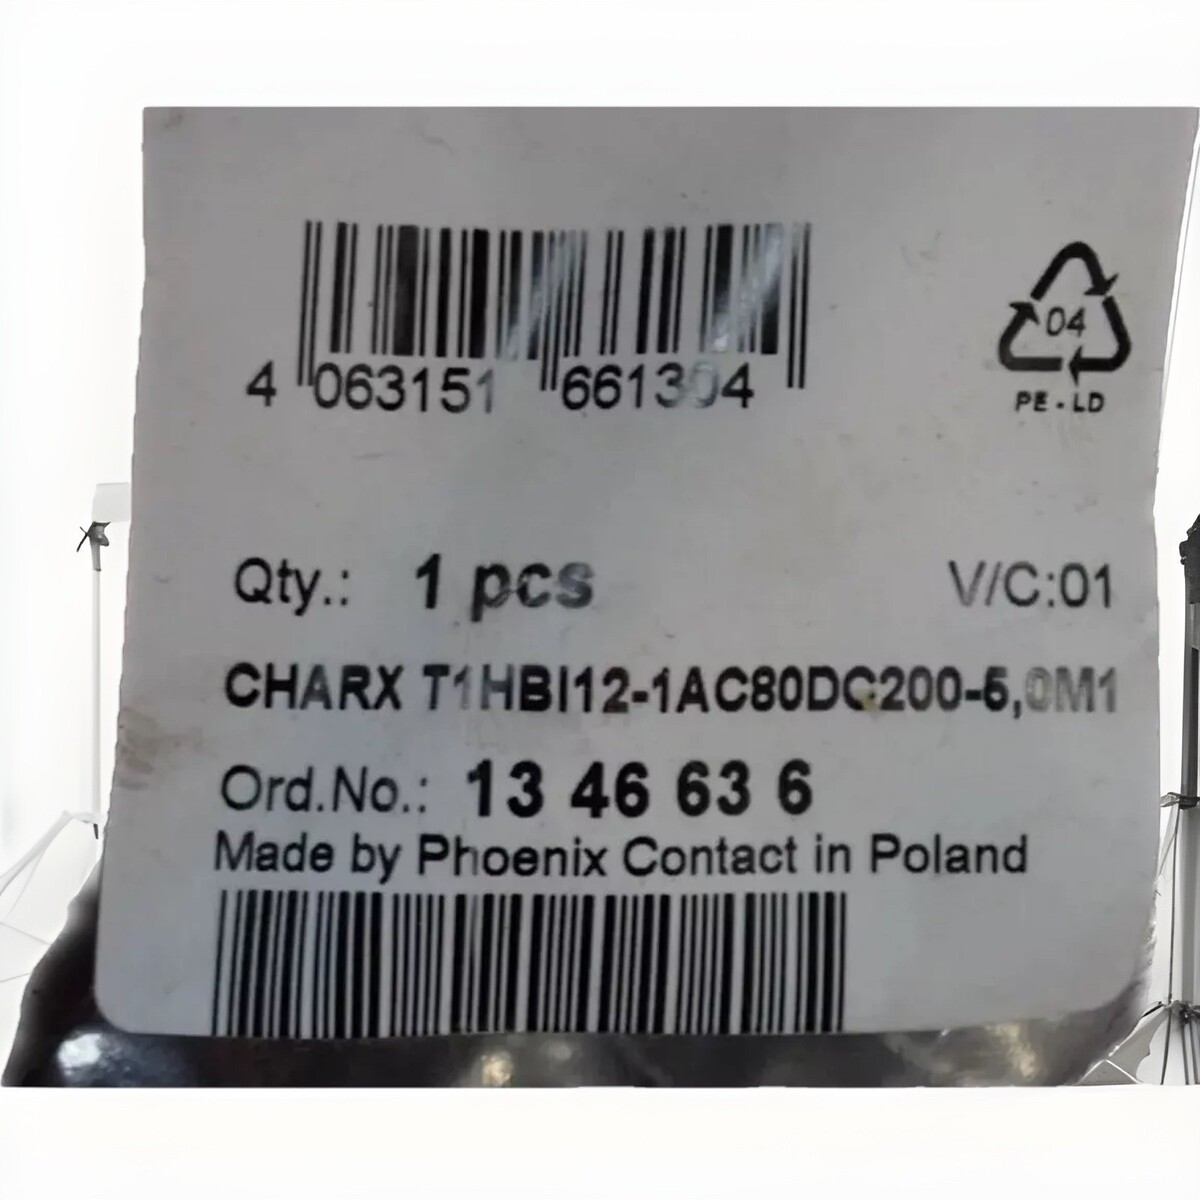 4 063151 661304
04
PE-LD
Qty.: 1 pcs V/C:01
CHARX T1HBI12-1AC80DC200-5,0M1
Ord.No.: 13 46 63 6
Made by Phoenix Contact in Poland